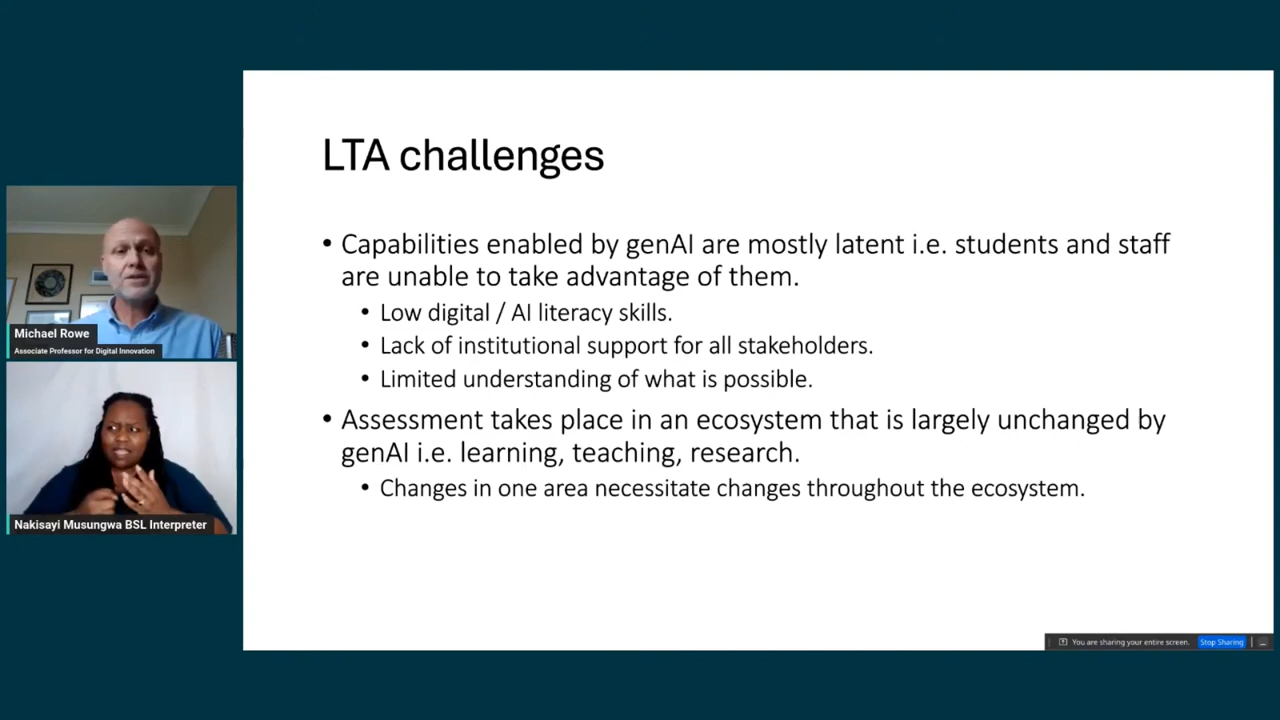 LTA challenges
• Capabilities enabled by genAI are mostly latent i.e. students and staff
are unable to take advantage of them.
• Low digital / AI literacy skills.
• Lack of institutional support for all stakeholders.
• Limited understanding of what is possible.
• Assessment takes place in an ecosystem that is largely unchanged by
genAI i.e. learning, teaching, research.
• Changes in one area necessitate changes throughout the ecosystem.
Michael Rowe
Associate Professor for Digital Innovation
Nakisayi Musungwa BSL Interpreter
You are sharing your entire screen. Stop Sharing